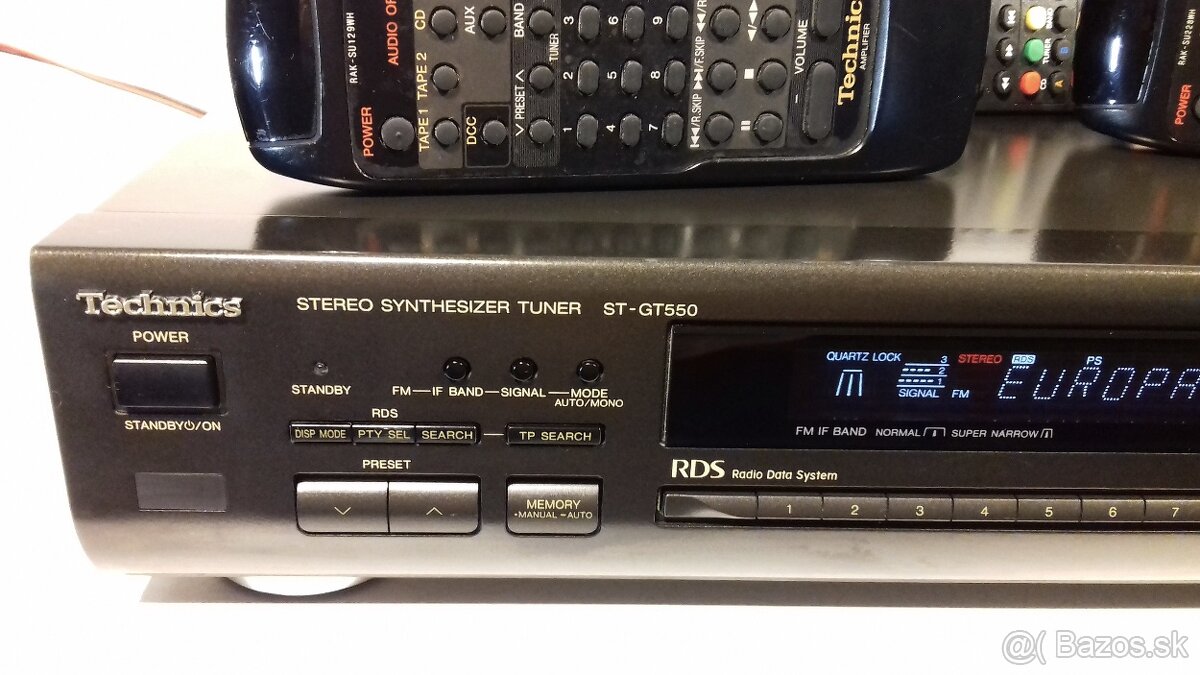 RAK-SU129WH
POWER
AUDIO
TAPE 1 TAPE 2 CD
DCC
AUX
∨ PRESET ∧ BAND
TUNER
1 2 3
4 5 6
7 8 9
VOLUME
−
Technic
AMPLIFIER
TUNER
CD
A
B
RAK-SU228WH
POWER
Technics
STEREO SYNTHESIZER TUNER ST-GT550
POWER
STANDBY⏻/ON
STANDBY
FM—IF BAND—SIGNAL—MODE
AUTO/MONO
RDS
DISP MODE PTY SEL SEARCH TP SEARCH
PRESET
∨ ∧
MEMORY
•MANUAL ━AUTO
QUARTZ LOCK 3 STEREO RDS PS
2
1
SIGNAL FM EUROPA
FM IF BAND NORMAL SUPER NARROW
RDS Radio Data System
1 2 3 4 5 6 7
@( Bazos.sk